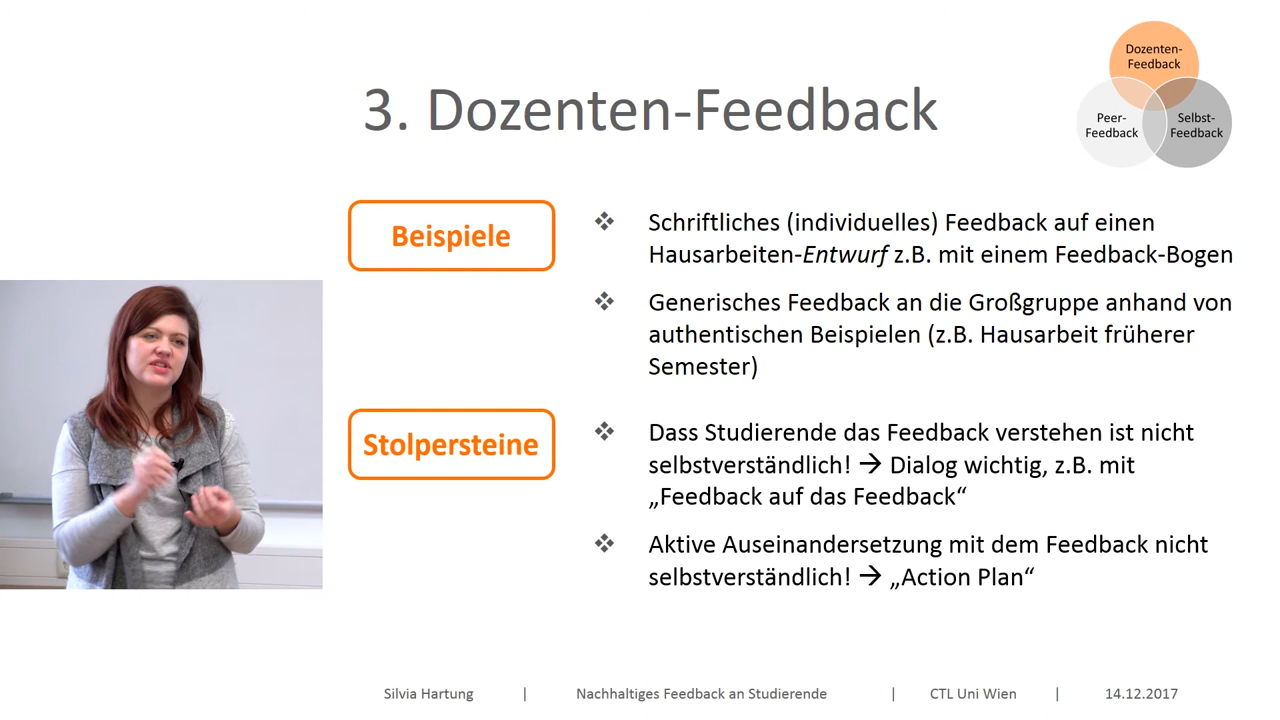 Dozenten-
Feedback
Peer-
Feedback
Selbst-
Feedback
3. Dozenten-Feedback
Beispiele
❖ Schriftliches (individuelles) Feedback auf einen
Hausarbeiten-Entwurf z.B. mit einem Feedback-Bogen
❖ Generisches Feedback an die Großgruppe anhand von
authentischen Beispielen (z.B. Hausarbeit früherer
Semester)
Stolpersteine
❖ Dass Studierende das Feedback verstehen ist nicht
selbstverständlich! → Dialog wichtig, z.B. mit
„Feedback auf das Feedback“
❖ Aktive Auseinandersetzung mit dem Feedback nicht
selbstverständlich! → „Action Plan“
Silvia Hartung | Nachhaltiges Feedback an Studierende | CTL Uni Wien | 14.12.2017